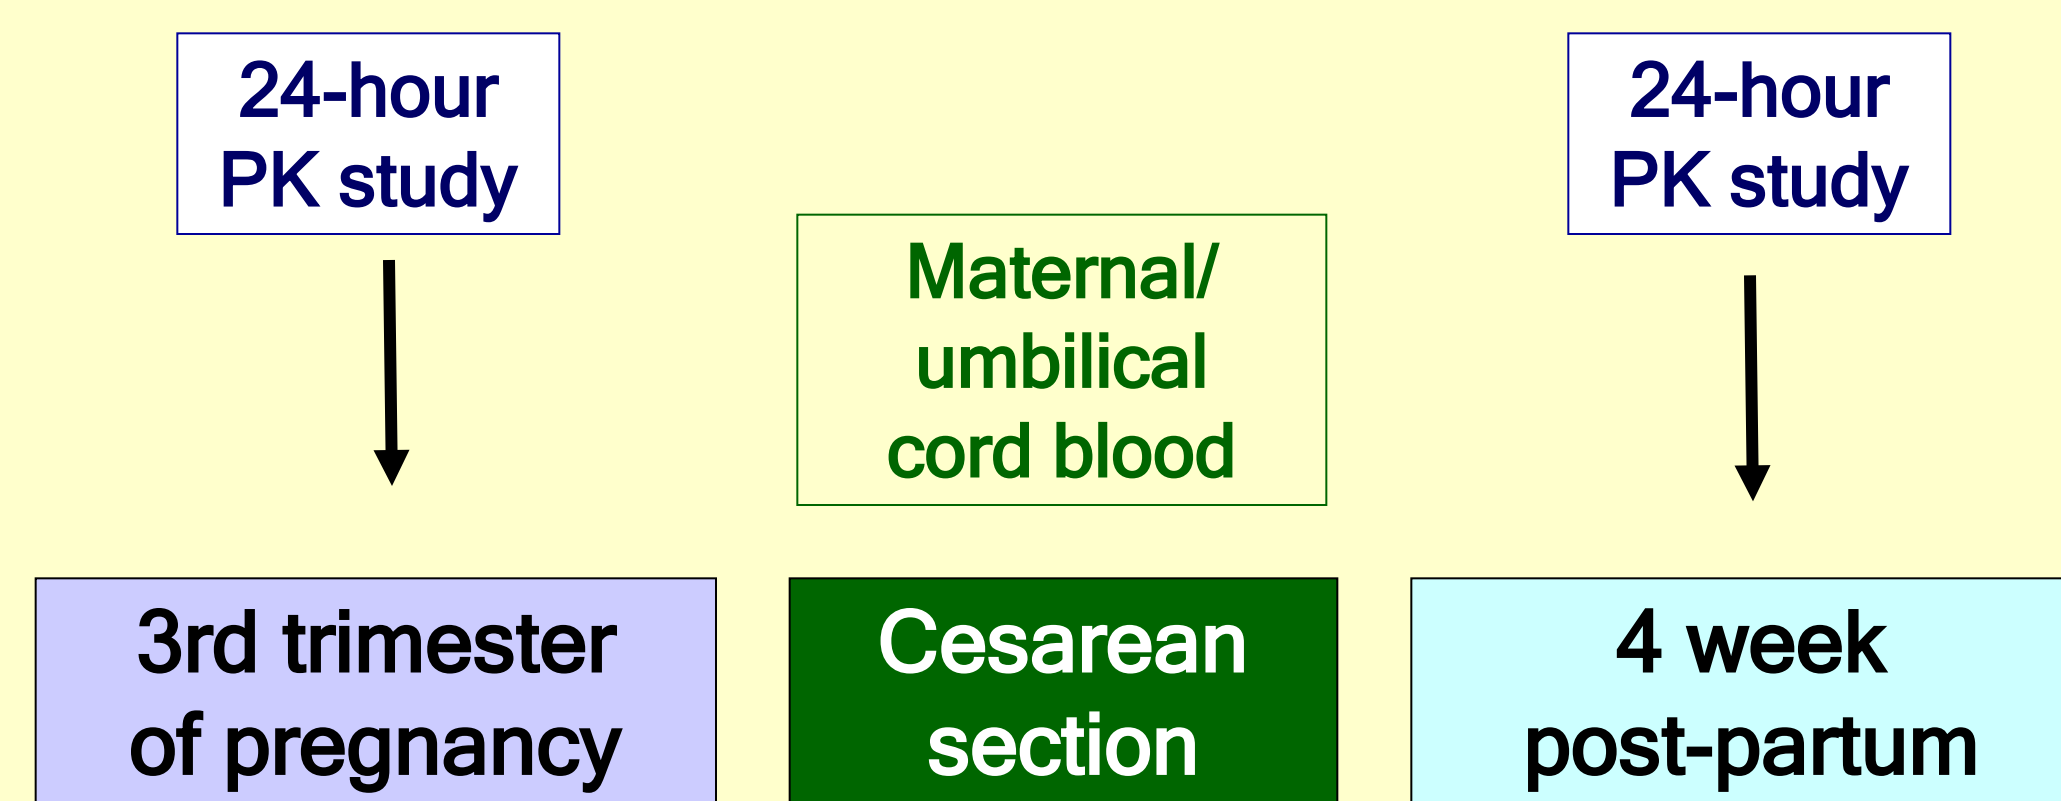 24-hour
PK study
24-hour
PK study
Maternal/
umbilical
cord blood
3rd trimester
of pregnancy
Cesarean
section
4 week
post-partum